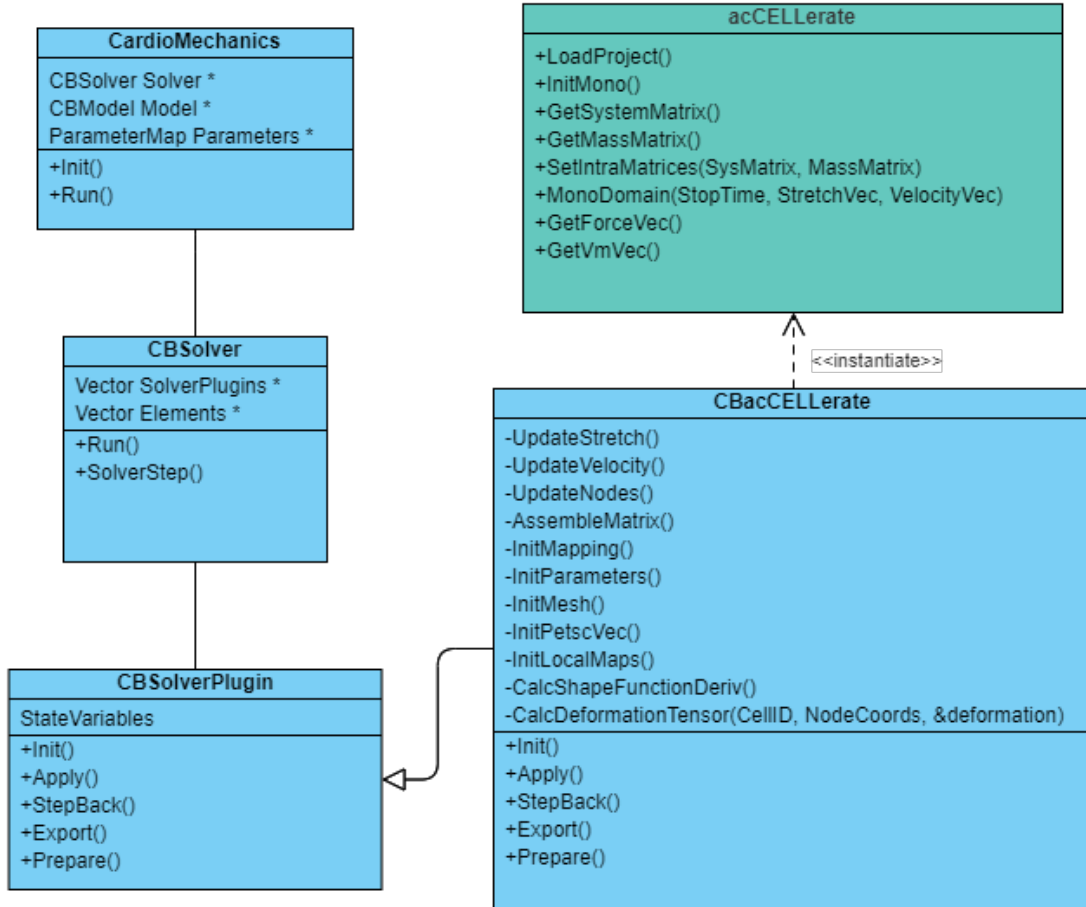 CardioMechanics
CBSolver Solver *
CBModel Model *
ParameterMap Parameters *
+Init()
+Run()
acCELLerate
+LoadProject()
+InitMono()
+GetSystemMatrix()
+GetMassMatrix()
+SetIntraMatrices(SysMatrix, MassMatrix)
+MonoDomain(StopTime, StretchVec, VelocityVec)
+GetForceVec()
+GetVmVec()
<<instantiate>>
CBSolver
Vector SolverPlugins *
Vector Elements *
+Run()
+SolverStep()
CBacCELLerate
-UpdateStretch()
-UpdateVelocity()
-UpdateNodes()
-AssembleMatrix()
-InitMapping()
-InitParameters()
-InitMesh()
-InitPetscVec()
-InitLocalMaps()
-CalcShapeFunctionDeriv()
-CalcDeformationTensor(CellID, NodeCoords, &deformation)
+Init()
+Apply()
+StepBack()
+Export()
+Prepare()
CBSolverPlugin
StateVariables
+Init()
+Apply()
+StepBack()
+Export()
+Prepare()